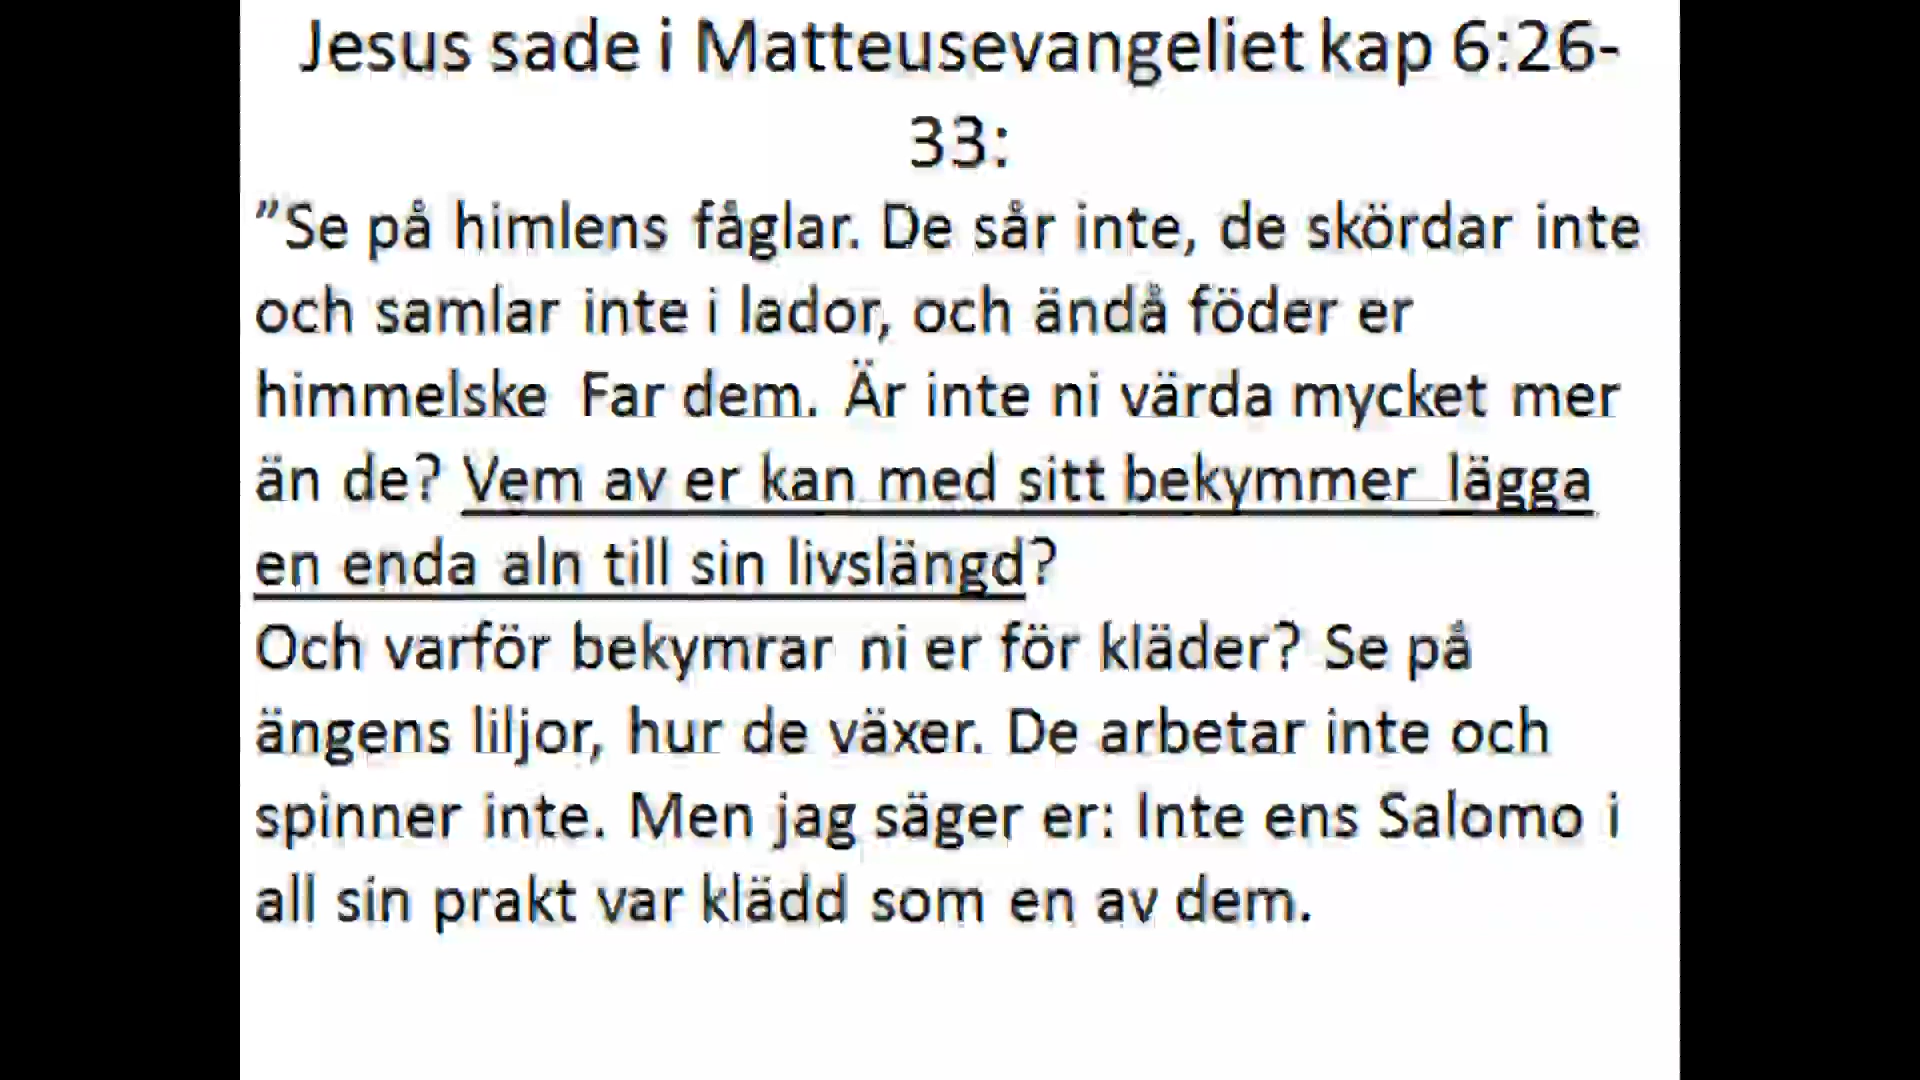 Jesus sade i Matteusevangeliet kap 6:26-
33:
”Se på himlens fåglar. De sår inte, de skördar inte
och samlar inte i lador, och ändå föder er
himmelske Far dem. Är inte ni värda mycket mer
än de? Vem av er kan med sitt bekymmer lägga
en enda aln till sin livslängd?
Och varför bekymrar ni er för kläder? Se på
ängens liljor, hur de växer. De arbetar inte och
spinner inte. Men jag säger er: Inte ens Salomo i
all sin prakt var klädd som en av dem.